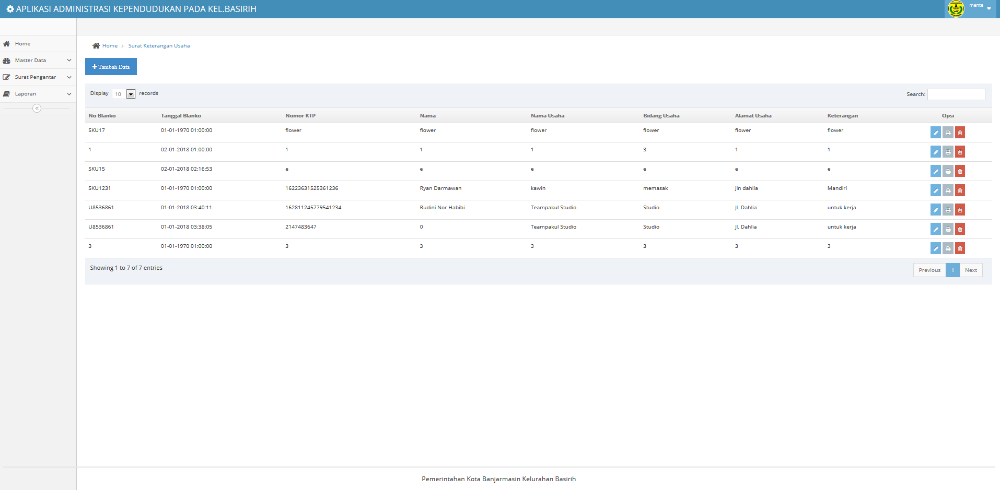 APLIKASI ADMINISTRASI KEPENDUDUKAN PADA KEL.BASIRIH
mente
Home
Master Data
Surat Pengantar
Laporan
Home > Surat Keterangan Usaha
Tambah Data
Display 10 records
Search:
No Blanko Tanggal Blanko Nomor KTP Nama Nama Usaha Bidang Usaha Alamat Usaha Keterangan Opsi
SKU17 01-01-1970 01:00:00 flower flower flower flower flower flower
1 02-01-2018 01:00:00 1 1 1 3 1 1
SKU15 02-01-2018 02:16:53 e e e e e e
SKU1231 01-01-1970 01:00:00 16223631525361236 Ryan Darmawan kawin memasak jln dahlia Mandiri
U8536861 01-01-2018 03:40:11 162811245779541234 Rudini Nor Habibi Teampakul Studio Studio Jl. Dahlia untuk kerja
U8536861 01-01-2018 03:38:05 2147483647 0 Teampakul Studio Studio Jl. Dahlia untuk kerja
3 01-01-1970 01:00:00 3 3 3 3 3 3
Showing 1 to 7 of 7 entries
Previous 1 Next
Pemerintahan Kota Banjarmasin Kelurahan Basirih